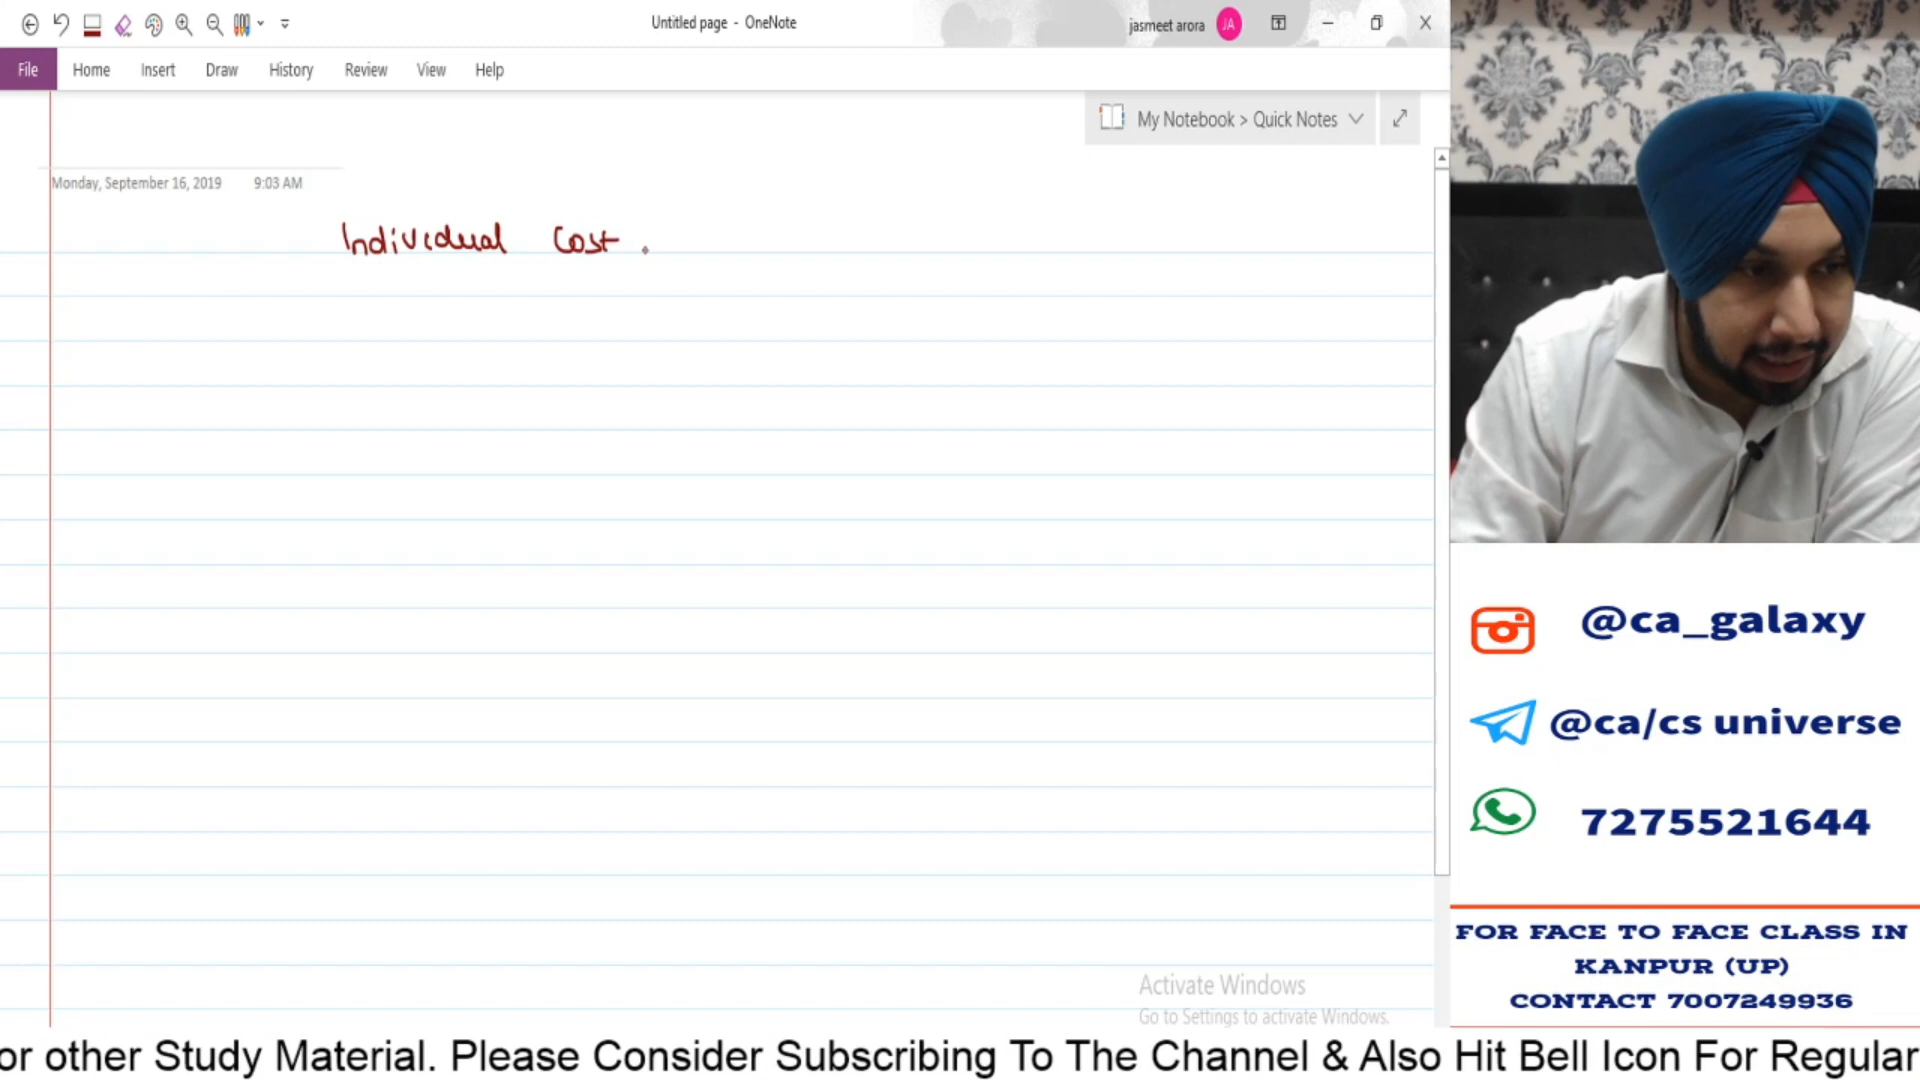 Untitled page - OneNote
jasmeet arora
JA
File
Home
Insert
Draw
History
Review
View
Help
My Notebook > Quick Notes
Monday, September 16, 2019
9:03 AM
Individual Cost
@ca_galaxy
@ca/cs universe
7275521644
FOR FACE TO FACE CLASS IN
KANPUR (UP)
CONTACT 7007249936
Activate Windows
Go to Settings to activate Windows.
or other Study Material. Please Consider Subscribing To The Channel & Also Hit Bell Icon For Regular